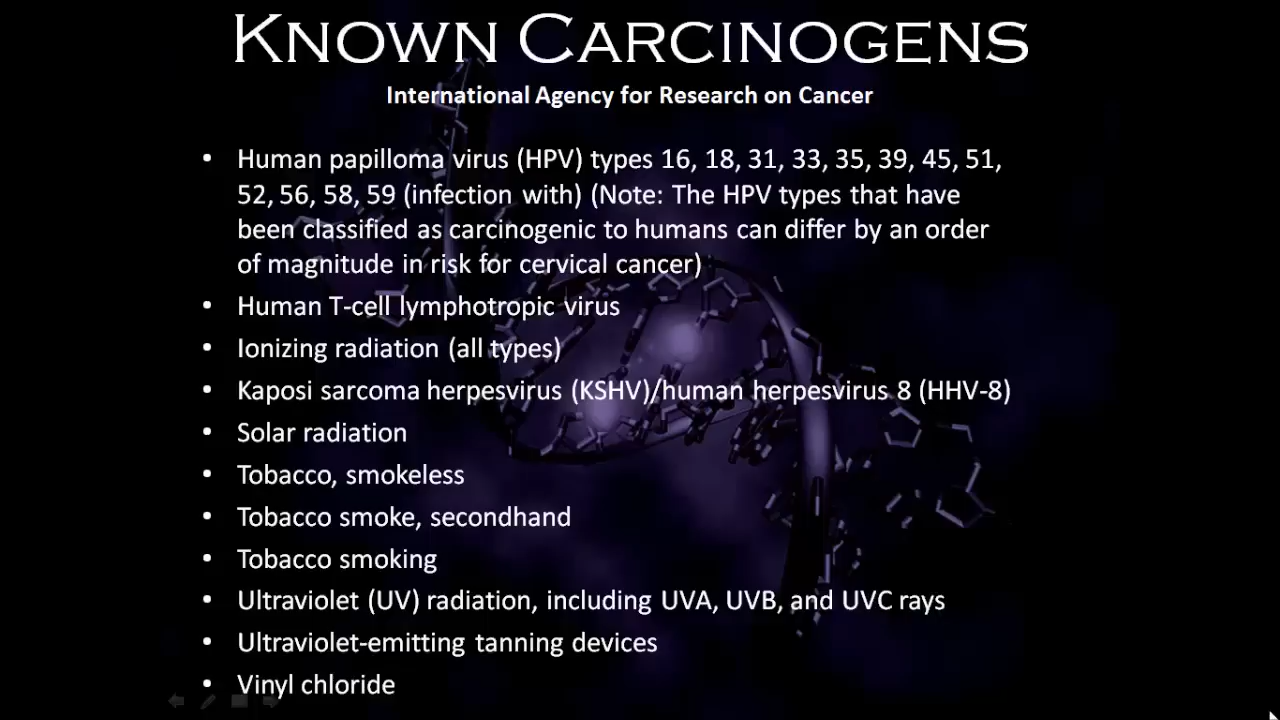 KNOWN CARCINOGENS
International Agency for Research on Cancer
• Human papilloma virus (HPV) types 16, 18, 31, 33, 35, 39, 45, 51,
52, 56, 58, 59 (infection with) (Note: The HPV types that have
been classified as carcinogenic to humans can differ by an order
of magnitude in risk for cervical cancer)
• Human T-cell lymphotropic virus
• Ionizing radiation (all types)
• Kaposi sarcoma herpesvirus (KSHV)/human herpesvirus 8 (HHV-8)
• Solar radiation
• Tobacco, smokeless
• Tobacco smoke, secondhand
• Tobacco smoking
• Ultraviolet (UV) radiation, including UVA, UVB, and UVC rays
• Ultraviolet-emitting tanning devices
• Vinyl chloride